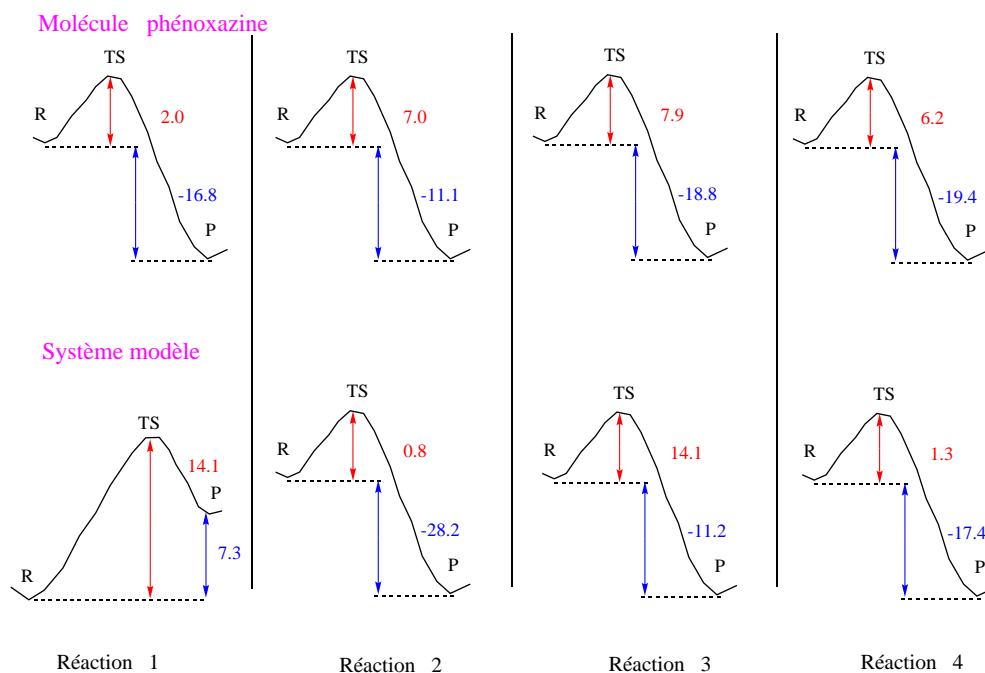 Molécule phénoxazine
TS
R
2.0
-16.8
P
TS
R
7.0
-11.1
P
TS
R
7.9
-18.8
P
TS
R
6.2
-19.4
P
Système modèle
TS
14.1
P
R
7.3
TS
R
0.8
-28.2
P
TS
R
14.1
-11.2
P
TS
R
1.3
-17.4
P
Réaction 1
Réaction 2
Réaction 3
Réaction 4